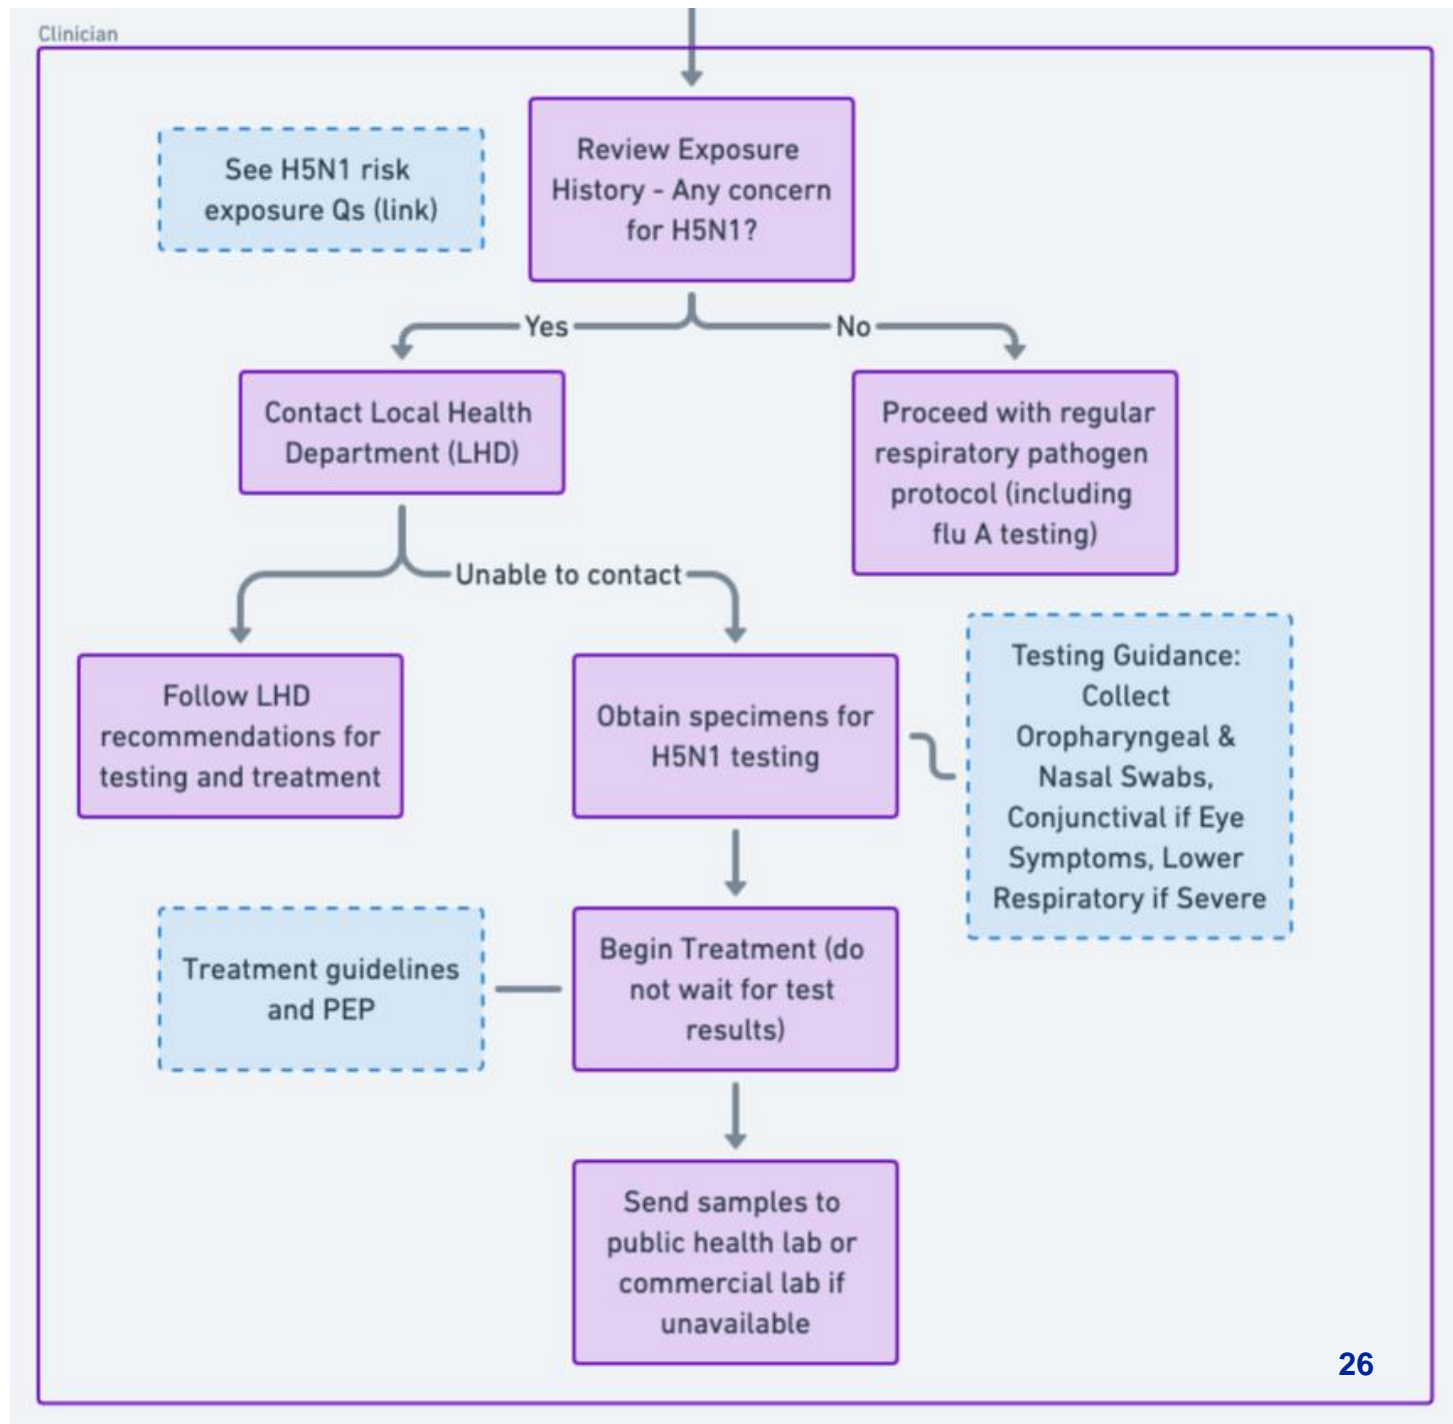 Clinician
See H5N1 risk
exposure Qs (link)
Review Exposure
History - Any concern
for H5N1?
Yes
No
Contact Local Health
Department (LHD)
Proceed with regular
respiratory pathogen
protocol (including
flu A testing)
Unable to contact
Follow LHD
recommendations for
testing and treatment
Obtain specimens for
H5N1 testing
Testing Guidance:
Collect
Oropharyngeal &
Nasal Swabs,
Conjunctival if Eye
Symptoms, Lower
Respiratory if Severe
Treatment guidelines
and PEP
Begin Treatment (do
not wait for test
results)
Send samples to
public health lab or
commercial lab if
unavailable
26